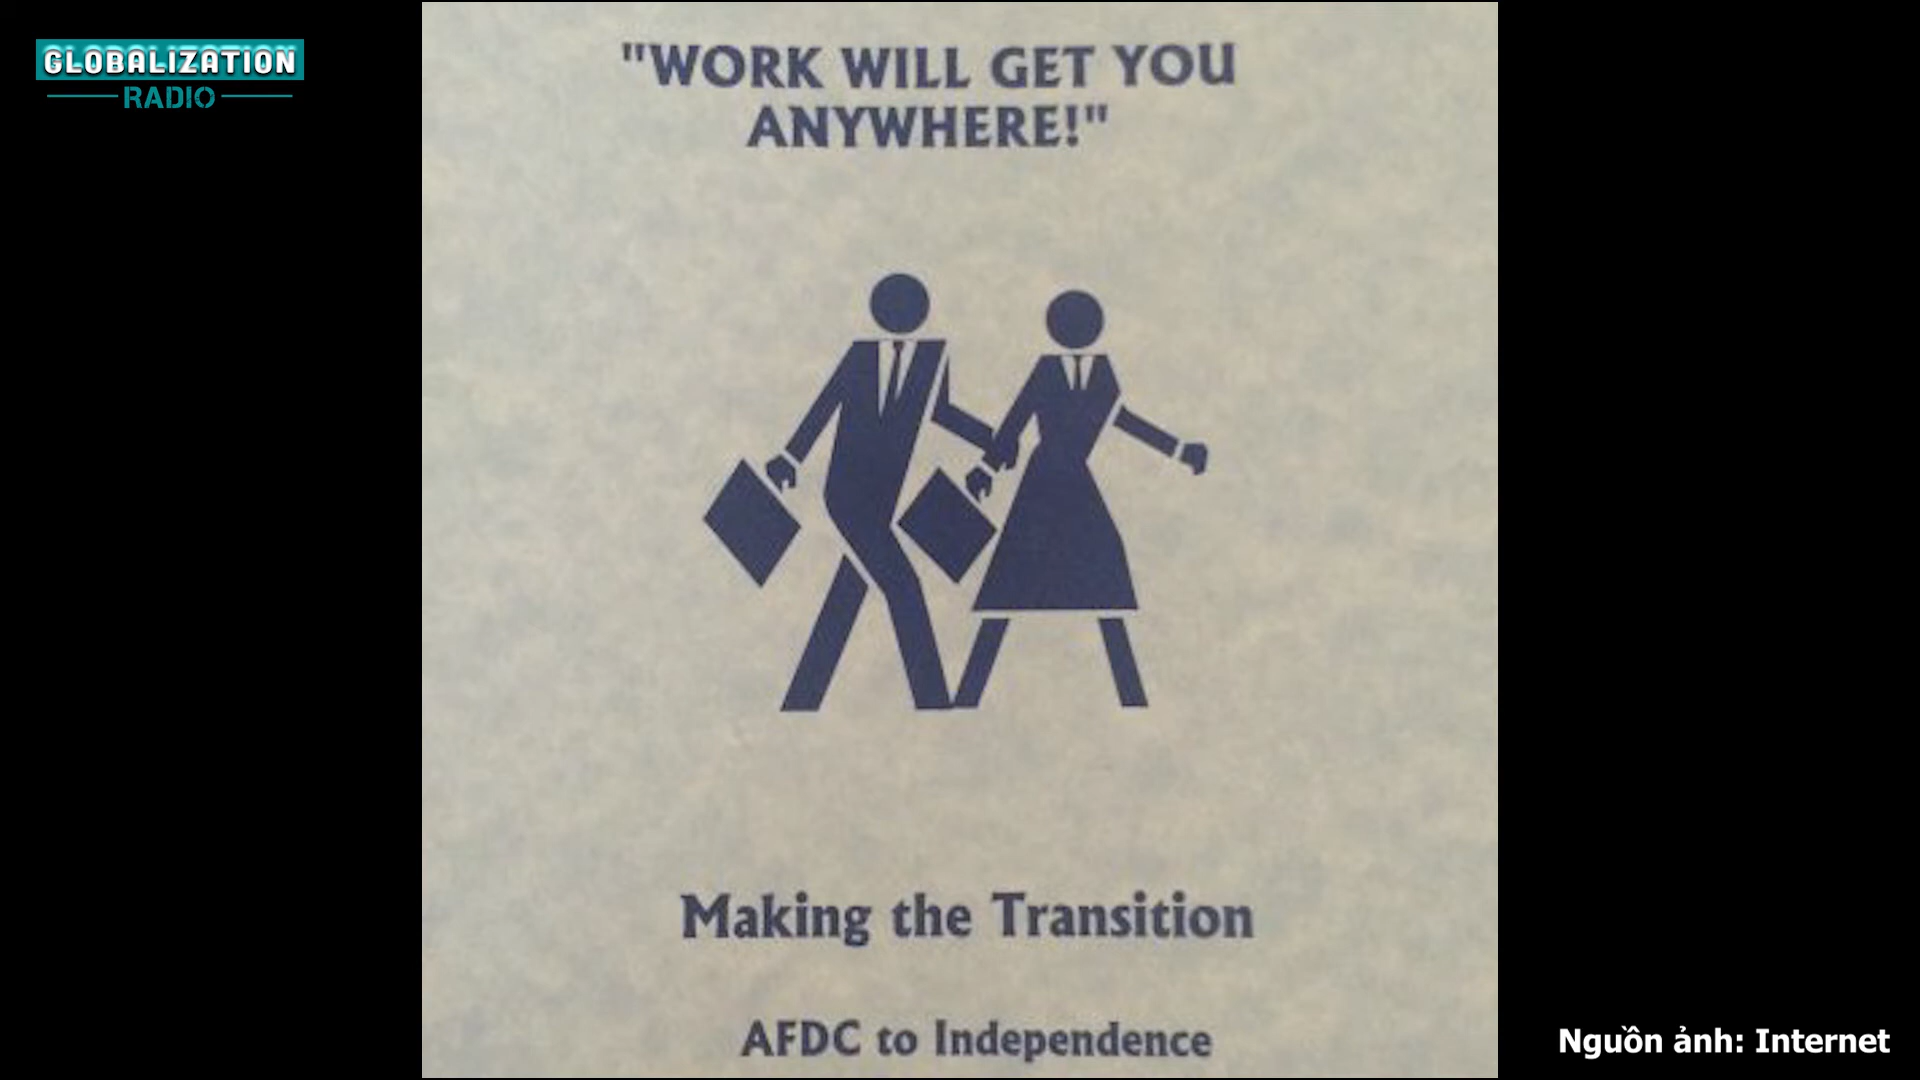 GLOBALIZATION
RADIO
"WORK WILL GET YOU
ANYWHERE!"
Making the Transition
AFDC to Independence
Nguồn ảnh: Internet